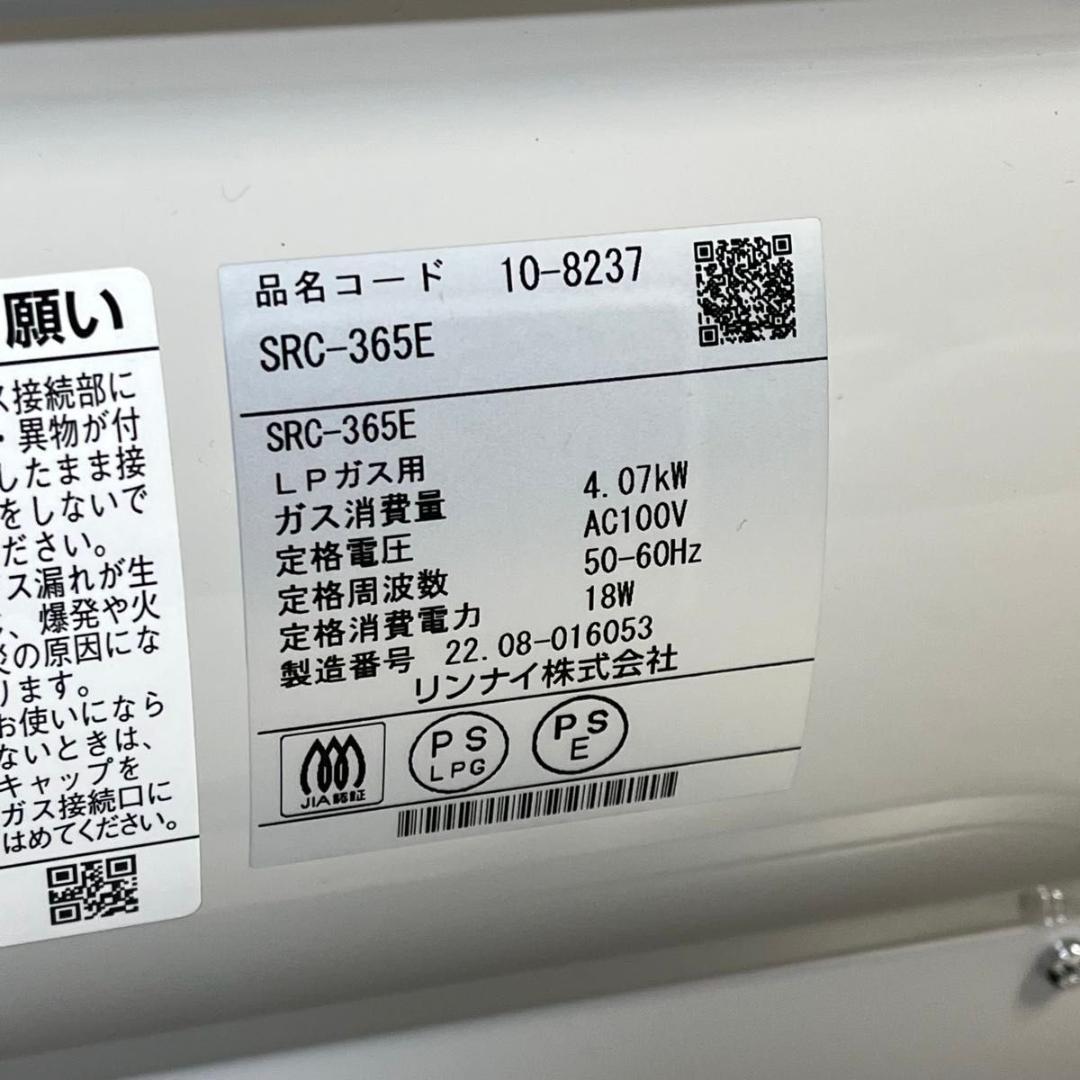 願い
ス接続部に
・異物が付
したまま接
をしないで
ださい。
ス漏れが生
、爆発や火
災の原因にな
ります。
お使いになら
ないときは、
キャップを
ガス接続口に
はめてください。
品名コード 10-8237
SRC-365E
SRC-365E
LPガス用
ガス消費量 4.07kW
定格電圧 AC100V
定格周波数 50-60Hz
定格消費電力 18W
製造番号 22.08-016053
リンナイ株式会社
JIA認証
PS LPG
PS E